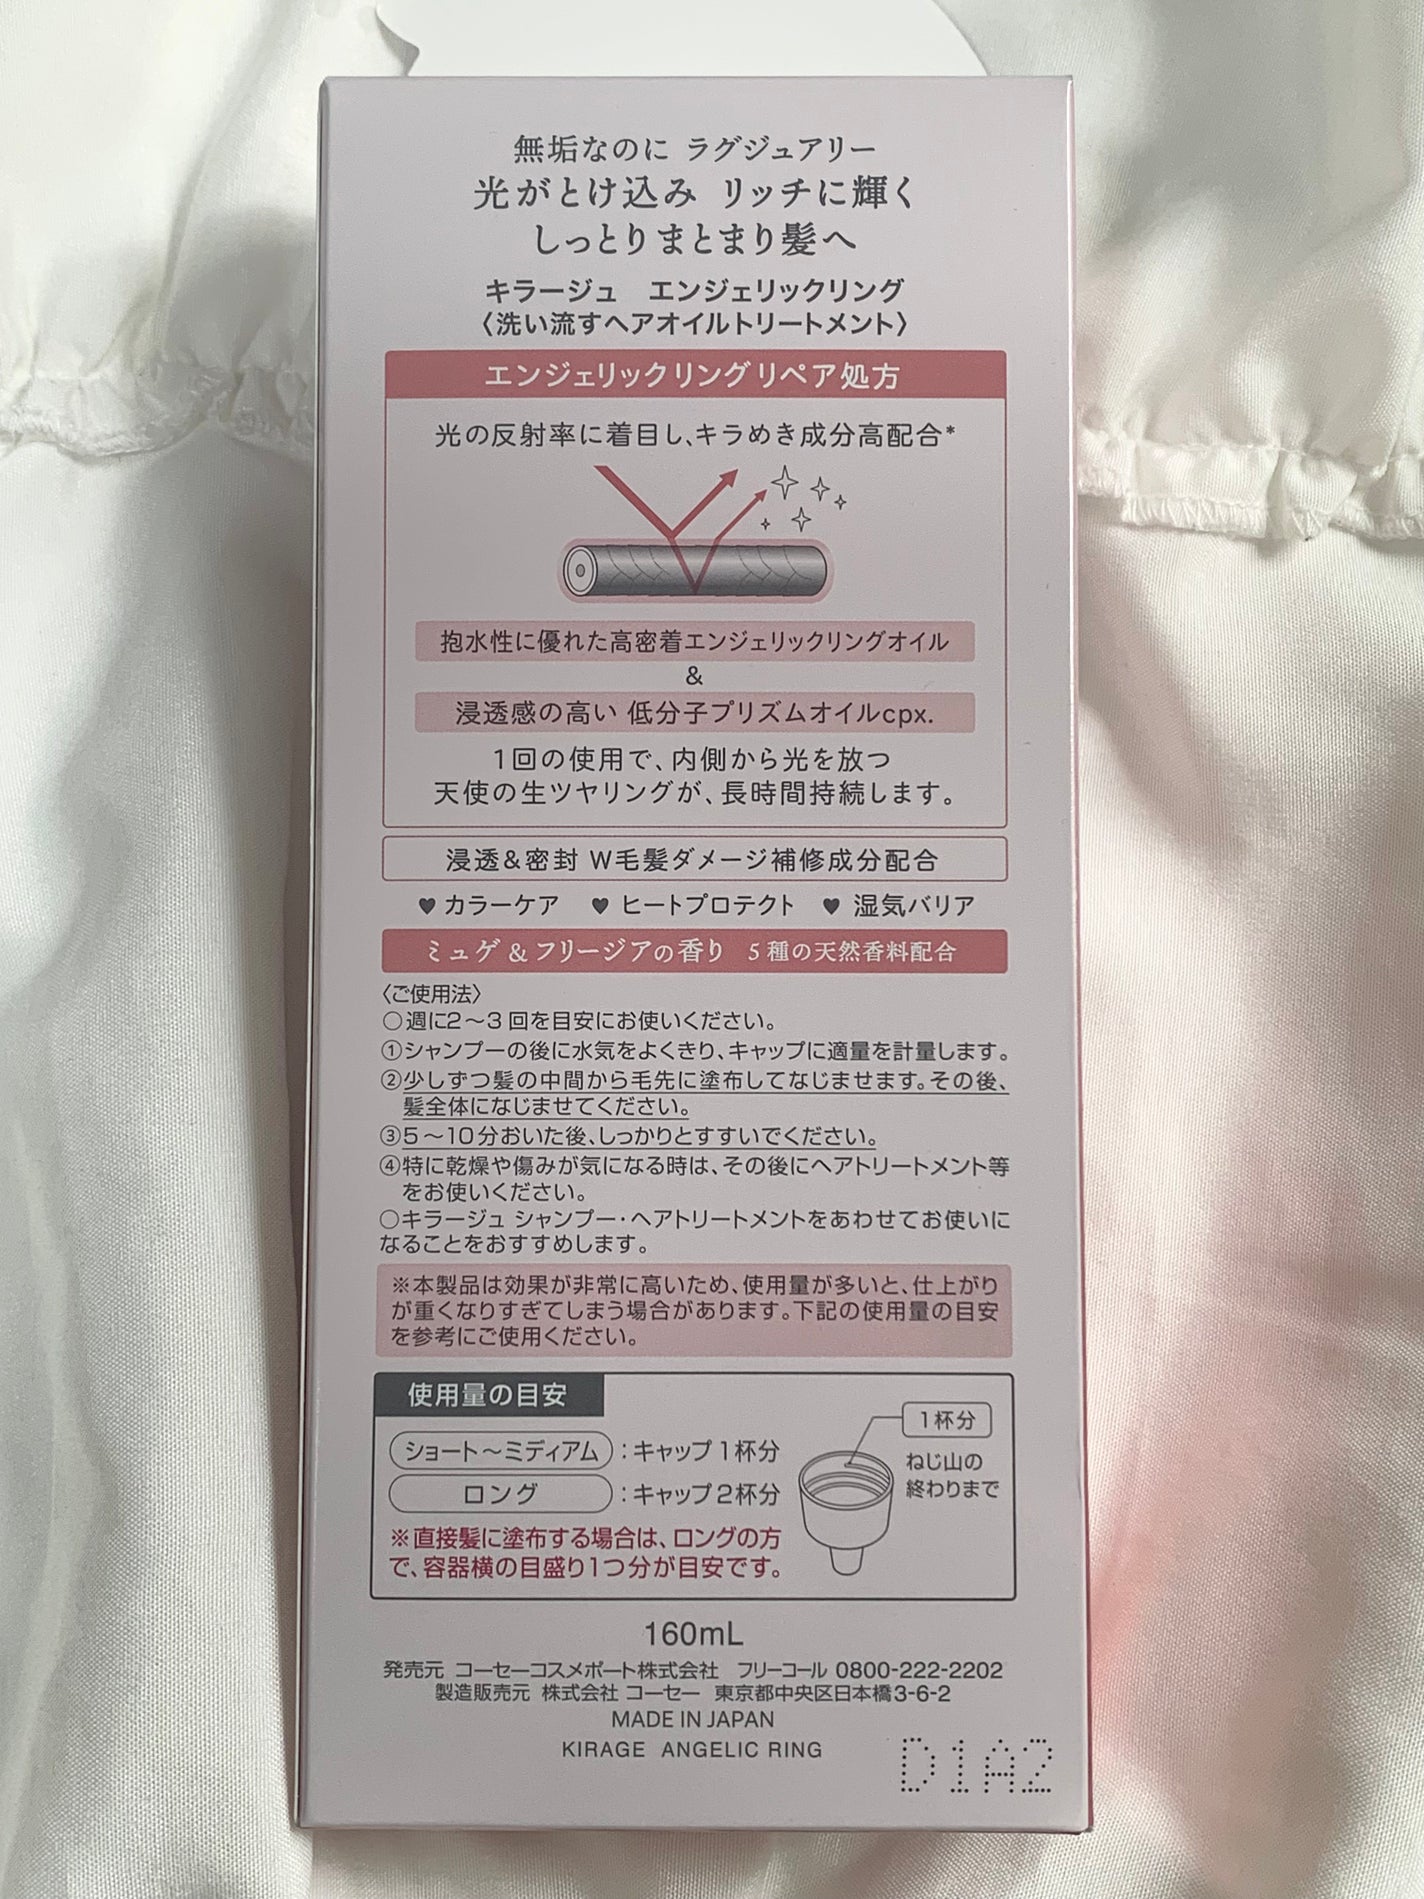 無垢なのに ラグジュアリー
光がとけ込み リッチに輝く
しっとりまとまり髪へ
キラージュ エンジェリックリング
〈洗い流すヘアオイルトリートメント〉
エンジェリックリングリペア処方
光の反射率に着目し、キラめき成分高配合*
抱水性に優れた高密着エンジェリックリングオイル
&
浸透感の高い 低分子プリズムオイルcpx.
1回の使用で、内側から光を放つ
天使の生ツヤリングが、長時間持続します。
浸透&密封 W毛髪ダメージ補修成分配合
♥ カラーケア ♥ ヒートプロテクト ♥ 湿気バリア
ミュゲ & フリージアの香り 5種の天然香料配合
〈ご使用法〉
○週に2～3回を目安にお使いください。
①シャンプーの後に水気をよくきり、キャップに適量を計量します。
②少しずつ髪の中間から毛先に塗布してなじませます。その後、
髪全体になじませてください。
③5～10分おいた後、しっかりとすすいでください。
④特に乾燥や傷みが気になる時は、その後にヘアトリートメント等
をお使いください。
○キラージュ シャンプー・ヘアトリートメントをあわせてお使いに
なることをおすすめします。
※本製品は効果が非常に高いため、使用量が多いと、仕上がり
が重くなりすぎてしまう場合があります。下記の使用量の目安
を参考にご使用ください。
使用量の目安
ショート～ミディアム：キャップ1杯分
ロング：キャップ2杯分
※直接髪に塗布する場合は、ロングの方
で、容器横の目盛り1つ分が目安です。
1杯分
ねじ山の
終わりまで
160mL
発売元 コーセーコスメポート株式会社 フリーコール 0800-222-2202
製造販売元 株式会社 コーセー 東京都中央区日本橋3-6-2
MADE IN JAPAN
KIRAGE ANGELIC RING
D1A2